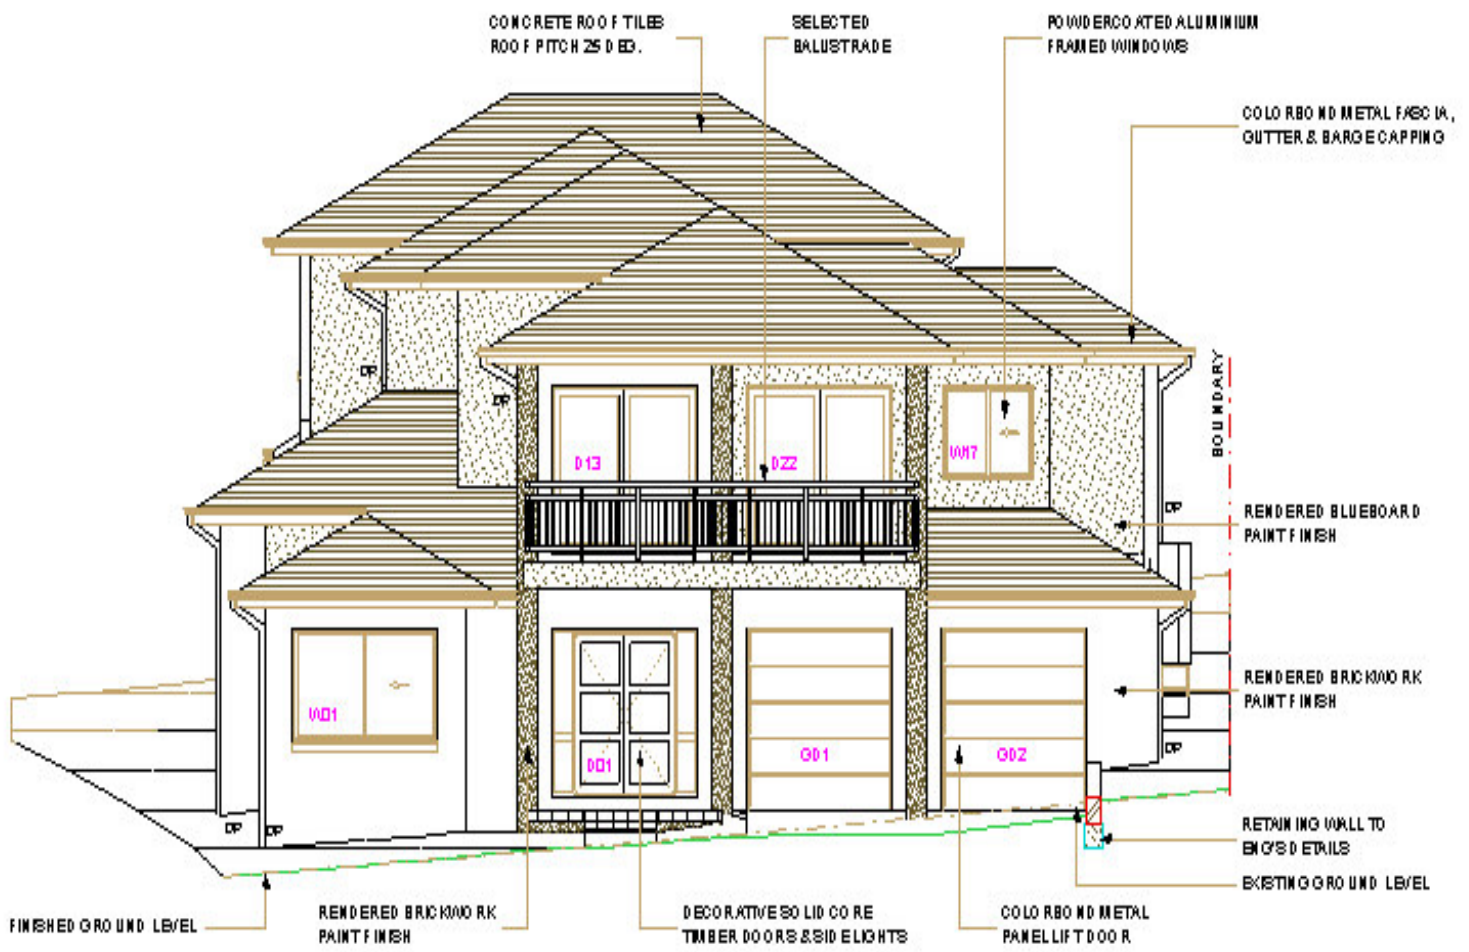 CONCRETE ROOF TILES
ROOF PITCH 25 DEG.
SELECTED
BALUSTRADE
POWDERCOATED ALUMINIUM
FRAMED WINDOWS
COLORBOND METAL FASCIA,
GUTTER & BARGE CAPPING
BOUNDARY
DP
DP
D13
D22
W17
DP
RENDERED BLUEBOARD
PAINT FINISH
RENDERED BRICKWORK
PAINT FINISH
W01
D01
GD1
GD2
DP
DP
DP
RETAINING WALL TO
ENG'S DETAILS
EXISTING GROUND LEVEL
FINISHED GROUND LEVEL
RENDERED BRICKWORK
PAINT FINISH
DECORATIVE SOLID CORE
TIMBER DOORS & SIDELIGHTS
COLORBOND METAL
PANEL LIFT DOOR